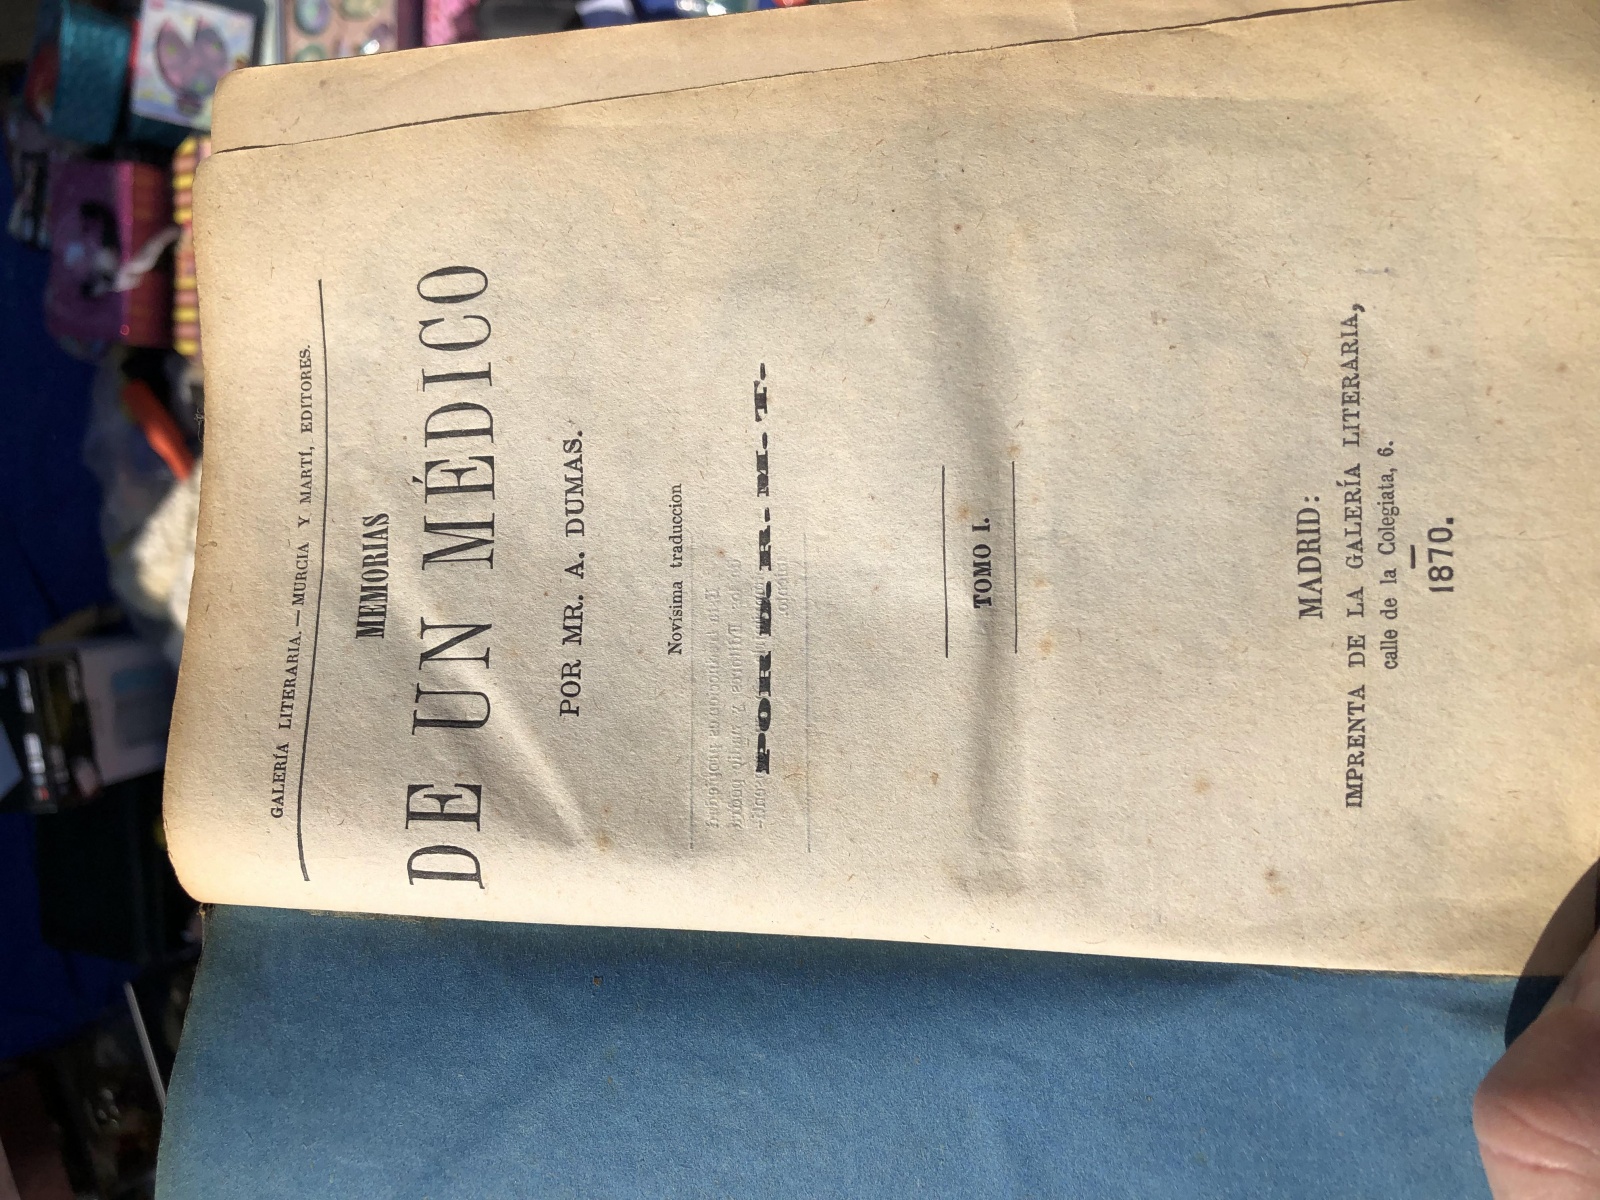 GALERÍA LITERARIA.—MURCIA Y MARTÍ, EDITORES.
MEMORIAS
DE UN MÉDICO
POR MR. A. DUMAS.
Novísima traduccion
POR D. R. M. T.
TOMO I.
MADRID:
IMPRENTA DE LA GALERÍA LITERARIA,
calle de la Colegiata, 6.
1870.